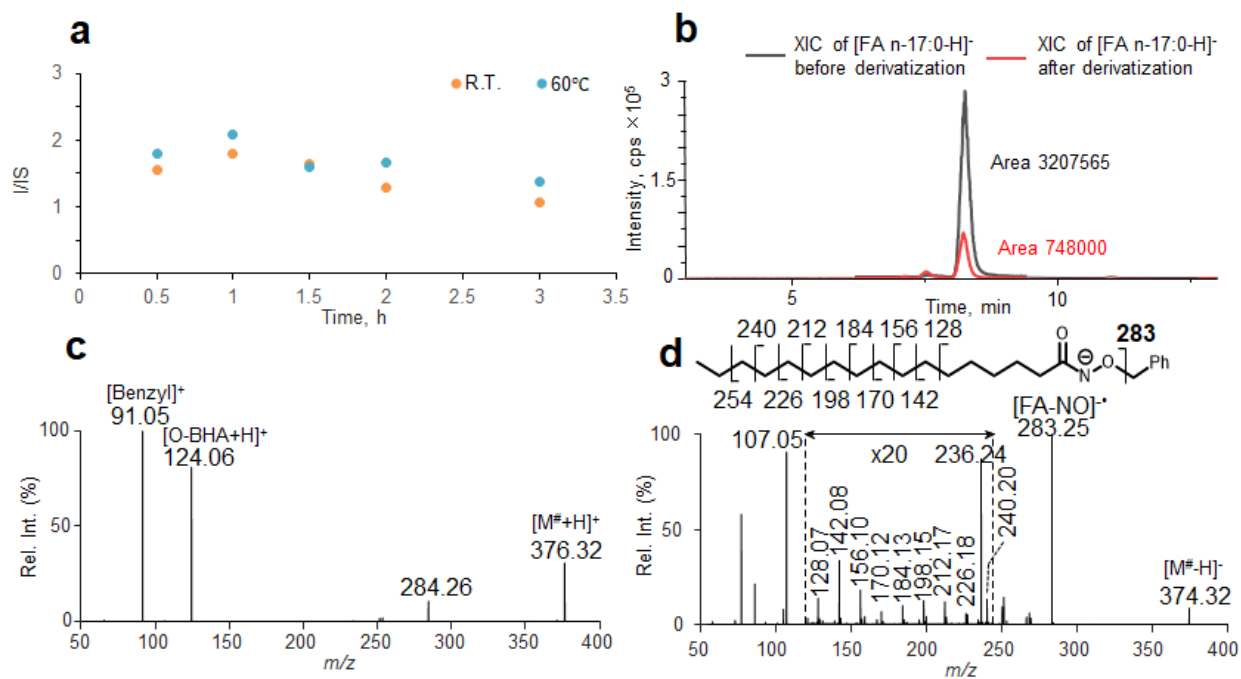 a
3
2
1
0
I/IS
R.T.
60°C
0
0.5
1
1.5
2
2.5
3
3.5
Time, h
b
XIC of [FA n-17:0-H]⁻
before derivatization
XIC of [FA n-17:0-H]⁻
after derivatization
3
1.5
0
Intensity, cps ×10⁶
Area 3207565
Area 748000
5
10
Time, min
c
[Benzyl]⁺
91.05
[O-BHA+H]⁺
124.06
284.26
[M#+H]⁺
376.32
100
50
0
Rel. Int. (%)
50
100
150
200
250
300
350
400
m/z
d
240 212 184 156 128
254 226 198 170 142
O
N
⊖
O
Ph
283
[FA-NO]⁻•
283.25
107.05
x20
236.24
240.20
128.07
142.08
156.10
170.12
184.13
198.15
212.17
226.18
[M#-H]⁻
374.32
100
50
0
Rel. Int. (%)
50
100
150
200
250
300
350
400
m/z